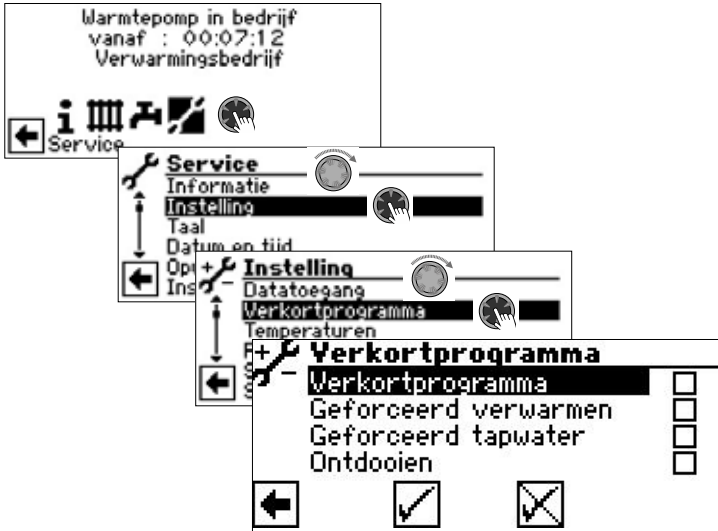 Warmtepomp in bedrijf
vanaf : 00:07:12
Verwarmingsbedrijf
Service
Service
Informatie
Instelling
Taal
Datum en tijd
Instelling
Datatoegang
Verkortprogramma
Temperaturen
Verkortprogramma
Verkortprogramma
Geforceerd verwarmen
Geforceerd tapwater
Ontdooien